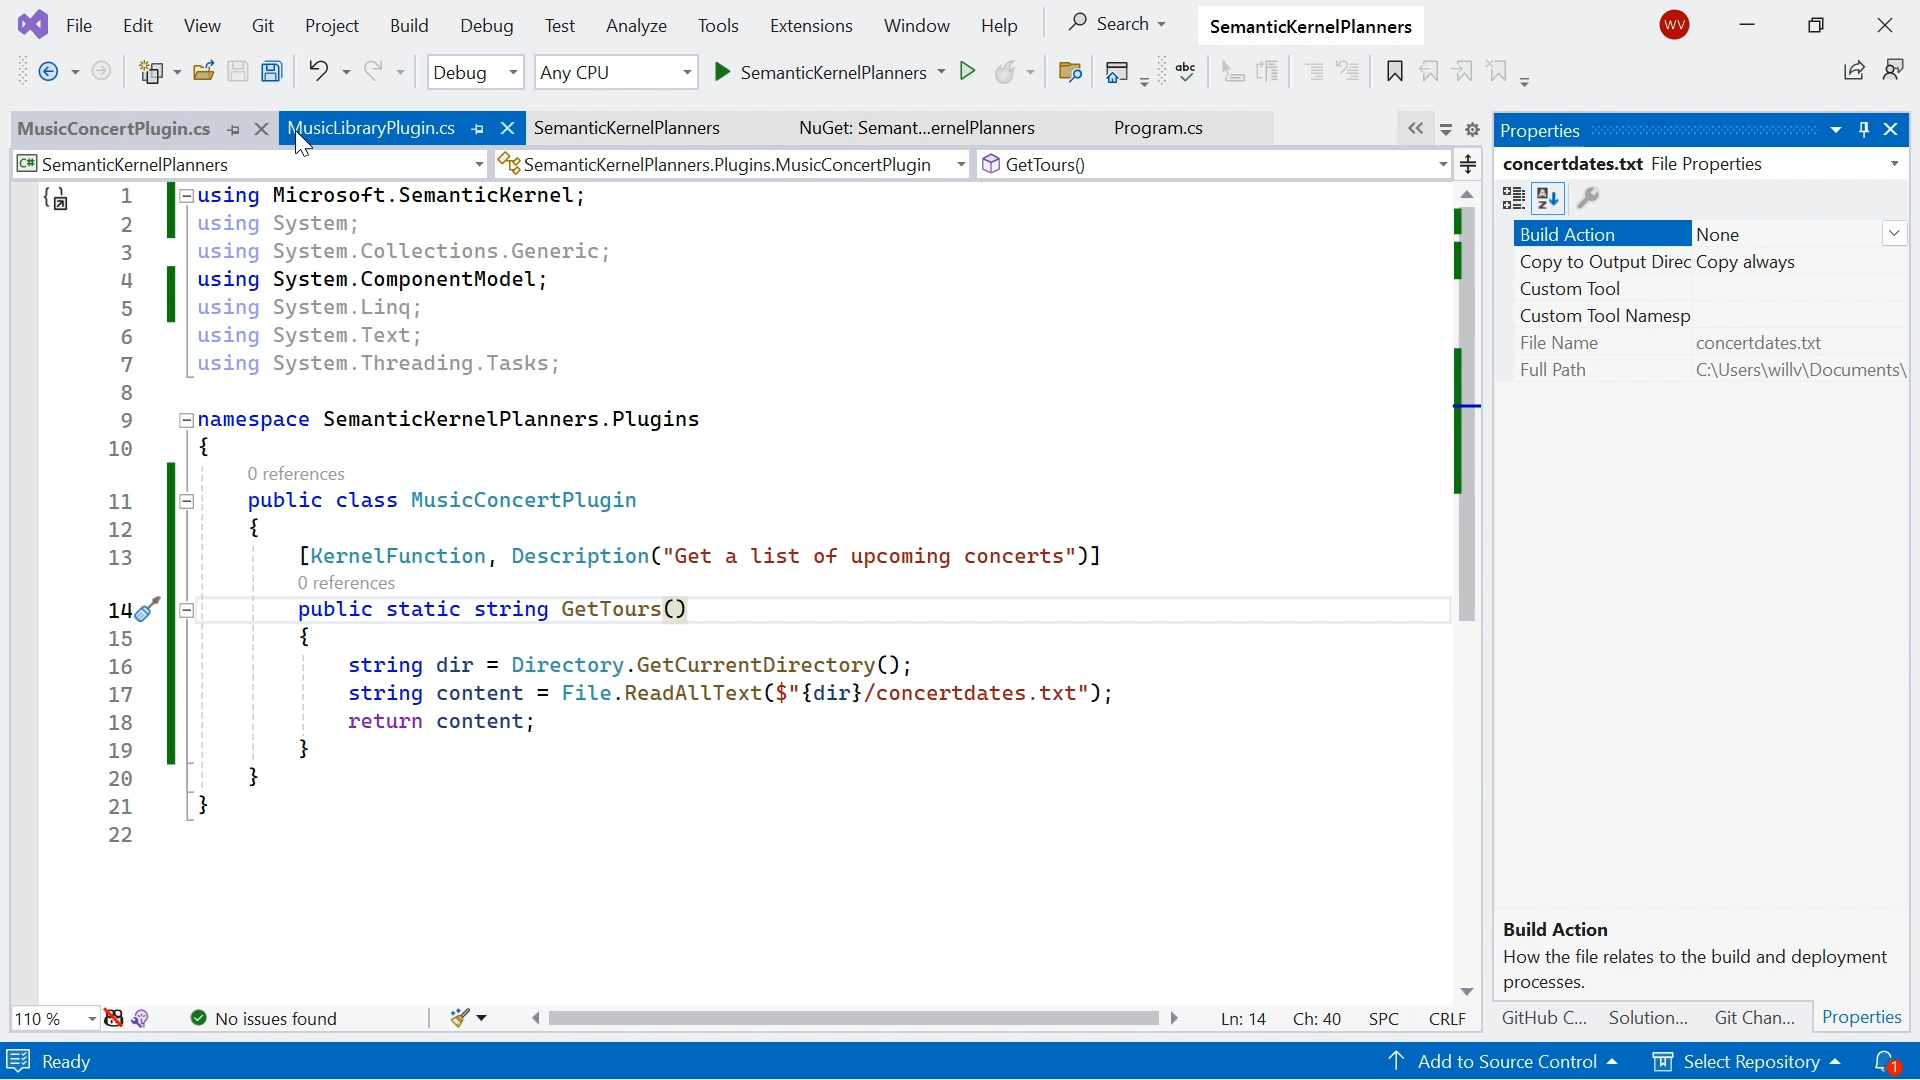 File Edit View Git Project Build Debug Test Analyze Tools Extensions Window Help Search SemanticKernelPlanners WV
Debug Any CPU SemanticKernelPlanners abc
MusicConcertPlugin.cs MusicLibraryPlugin.cs SemanticKernelPlanners NuGet: Semant...ernelPlanners Program.cs
C# SemanticKernelPlanners SemanticKernelPlanners.Plugins.MusicConcertPlugin GetTours()
1 using Microsoft.SemanticKernel;
2 using System;
3 using System.Collections.Generic;
4 using System.ComponentModel;
5 using System.Linq;
6 using System.Text;
7 using System.Threading.Tasks;
8
9 namespace SemanticKernelPlanners.Plugins
10 {
0 references
11 public class MusicConcertPlugin
12 {
13 [KernelFunction, Description("Get a list of upcoming concerts")]
0 references
14 public static string GetTours()
15 {
16 string dir = Directory.GetCurrentDirectory();
17 string content = File.ReadAllText($"{dir}/concertdates.txt");
18 return content;
19 }
20 }
21 }
22
110 % No issues found Ln: 14 Ch: 40 SPC CRLF
Properties
concertdates.txt File Properties
Build Action None
Copy to Output Direc Copy always
Custom Tool
Custom Tool Namesp
File Name concertdates.txt
Full Path C:\Users\willv\Documents\
Build Action
How the file relates to the build and deployment
processes.
GitHub C... Solution... Git Chan... Properties
Ready Add to Source Control Select Repository 1